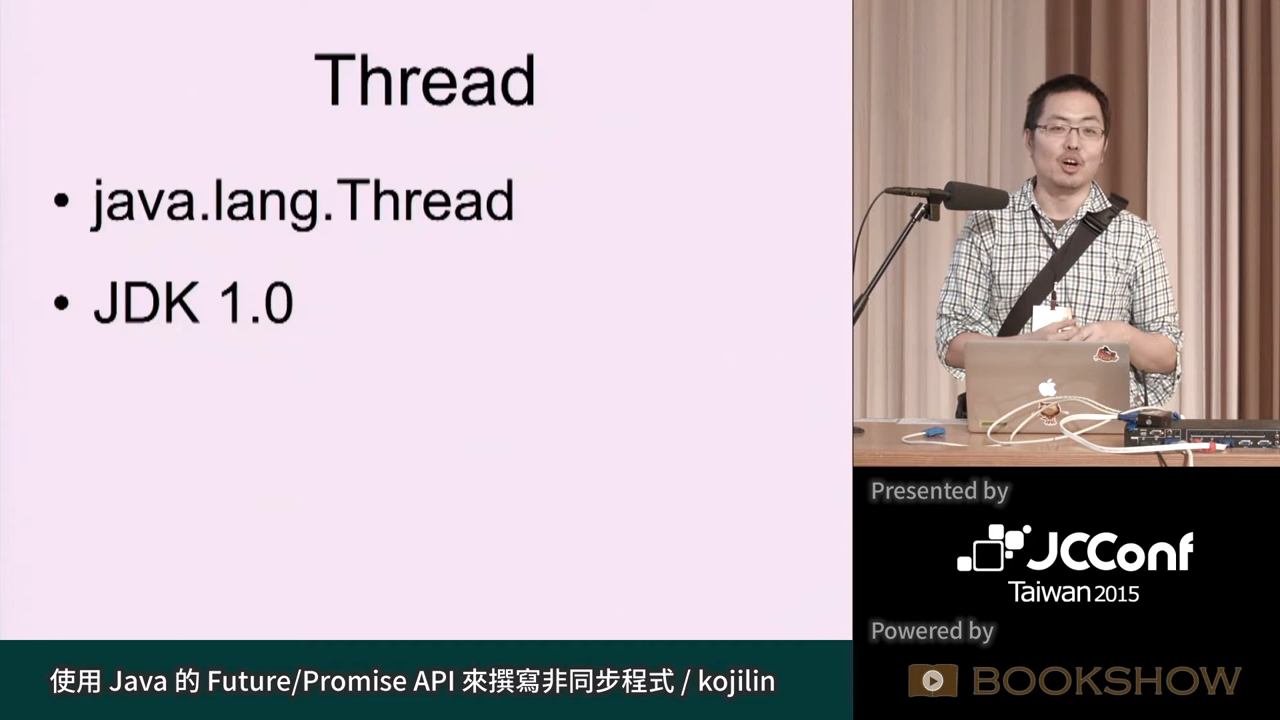 Thread
• java.lang.Thread
• JDK 1.0
Presented by
JCConf
Taiwan 2015
Powered by
BOOKSHOW
使用 Java 的 Future/Promise API 來撰寫非同步程式 / kojilin